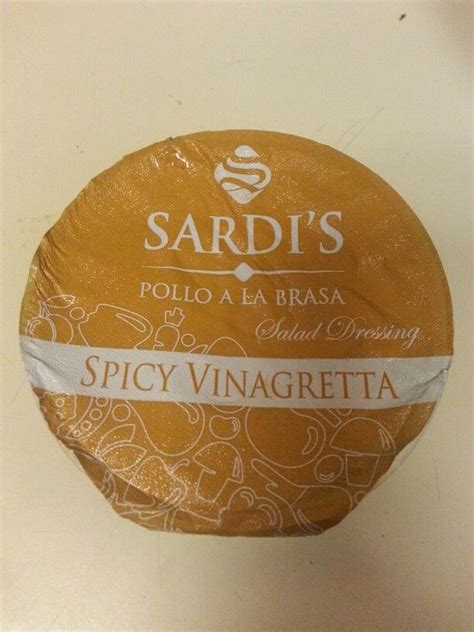 SARDI'S
POLLO A LA BRASA
Salad Dressing
SPICY VINAGRETTA